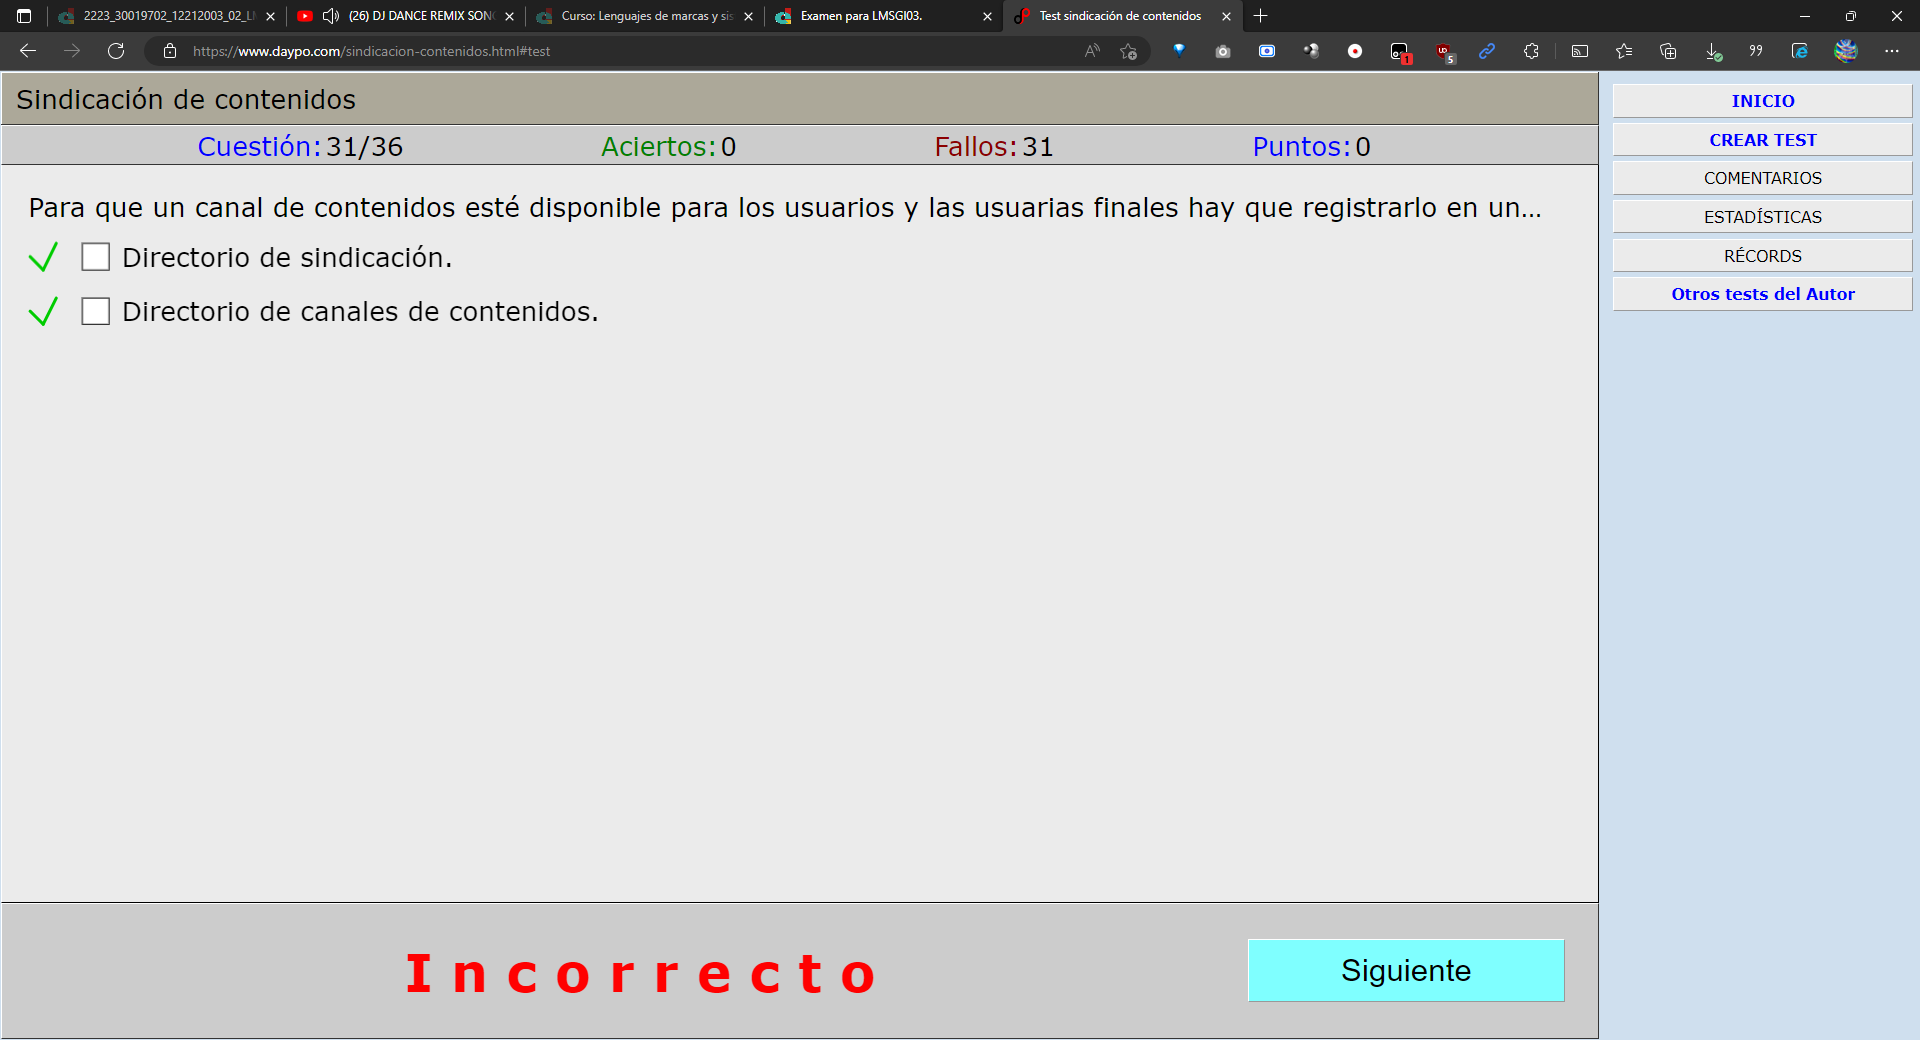 2223_30019702_12212003_02_L
(26) DJ DANCE REMIX SONG
Curso: Lenguajes de marcas y sis
Examen para LMSGI03.
Test sindicación de contenidos
https://www.daypo.com/sindicacion-contenidos.html#test
1
5
Sindicación de contenidos
INICIO
Cuestión: 31/36 Aciertos: 0 Fallos: 31 Puntos: 0
CREAR TEST
COMENTARIOS
ESTADÍSTICAS
RÉCORDS
Otros tests del Autor
Para que un canal de contenidos esté disponible para los usuarios y las usuarias finales hay que registrarlo en un...
Directorio de sindicación.
Directorio de canales de contenidos.
Incorrecto
Siguiente